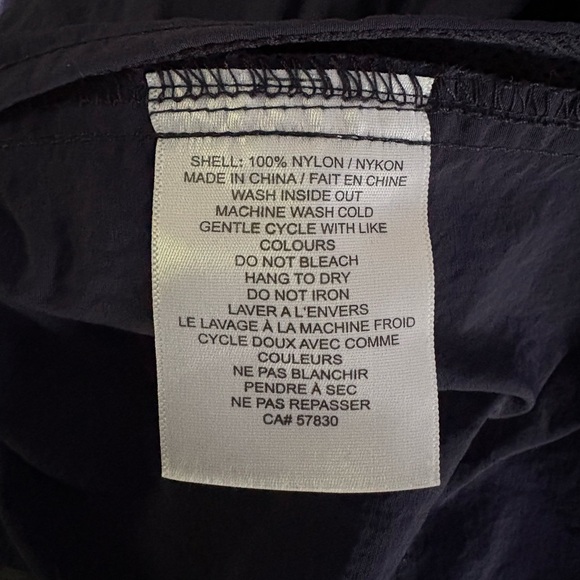 SHELL: 100% NYLON / NYKON
MADE IN CHINA / FAIT EN CHINE
WASH INSIDE OUT
MACHINE WASH COLD
GENTLE CYCLE WITH LIKE
COLOURS
DO NOT BLEACH
HANG TO DRY
DO NOT IRON
LAVER A L'ENVERS
LE LAVAGE À LA MACHINE FROID
CYCLE DOUX AVEC COMME
COULEURS
NE PAS BLANCHIR
PENDRE À SEC
NE PAS REPASSER
CA# 57830